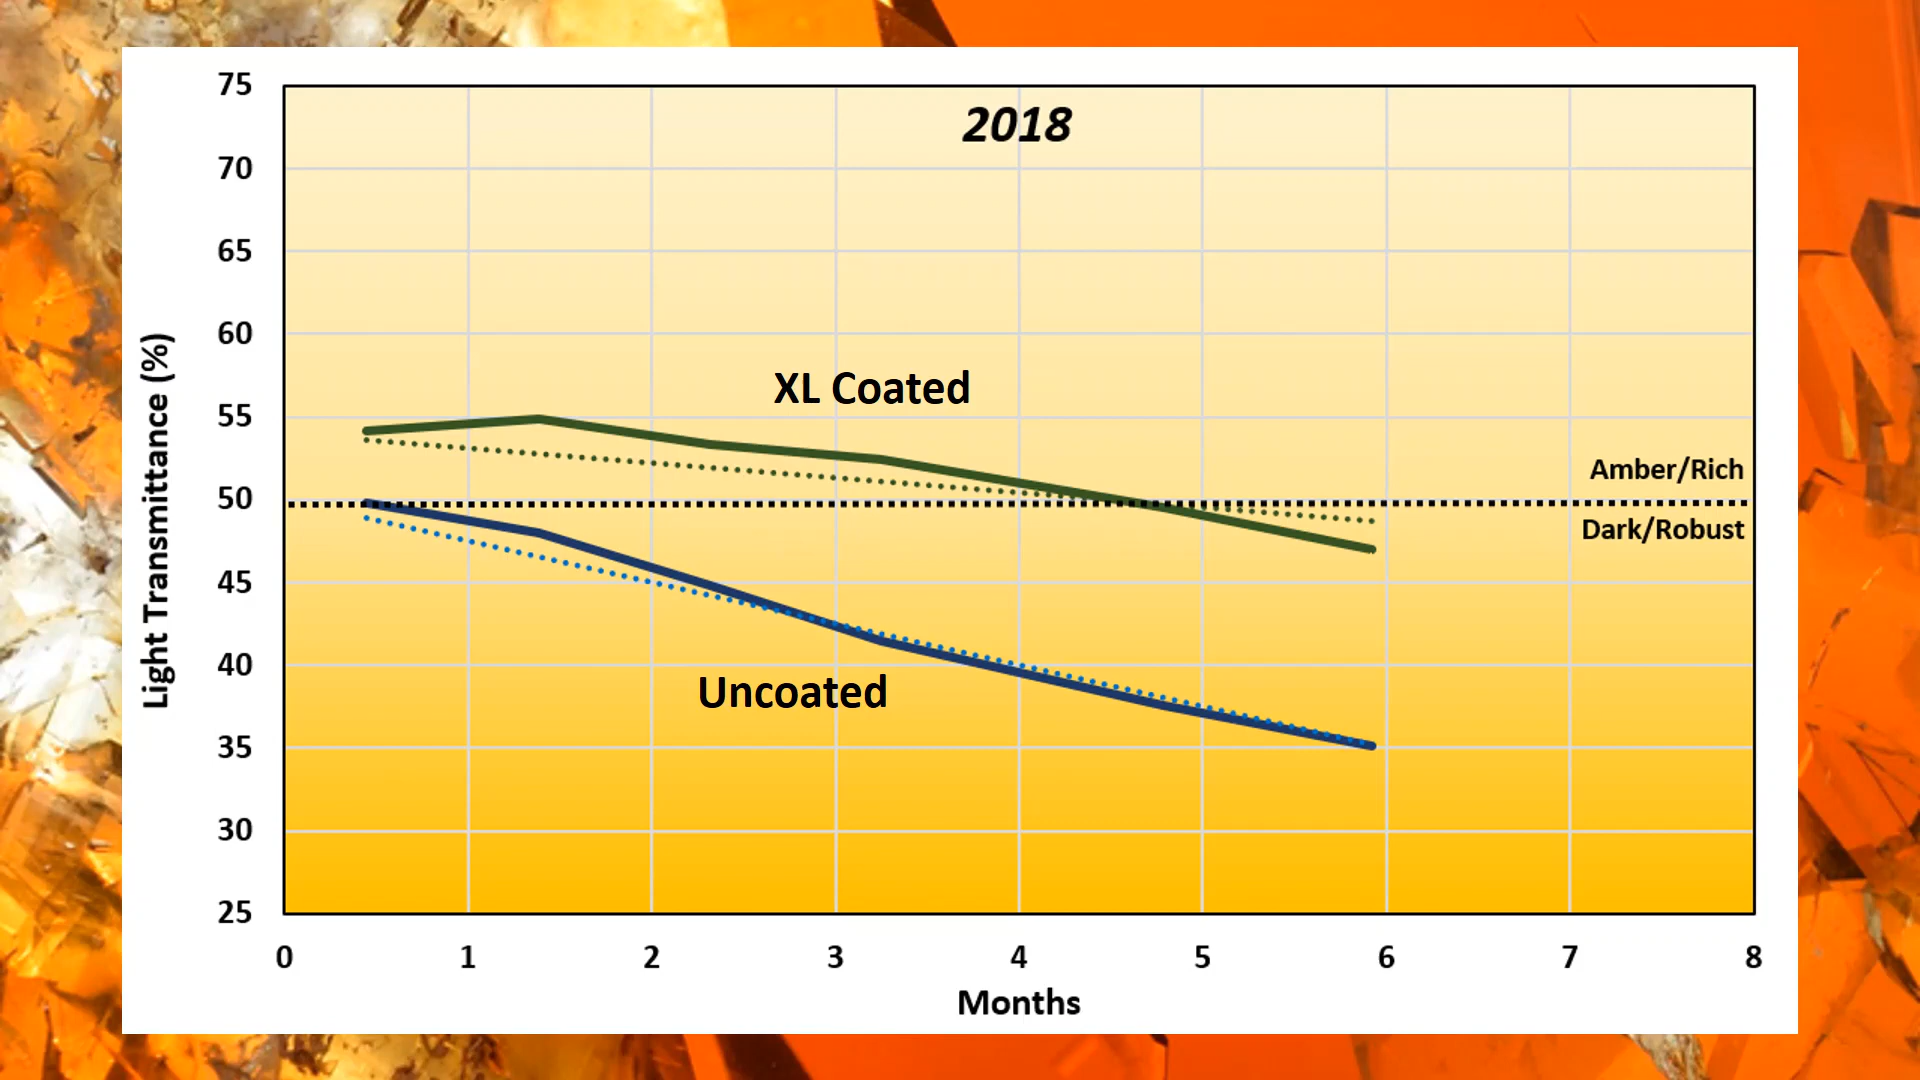 2018
75
70
65
60
55
50
45
40
35
30
25
Light Transmittance (%)
XL Coated
Amber/Rich
Dark/Robust
Uncoated
0 1 2 3 4 5 6 7 8
Months